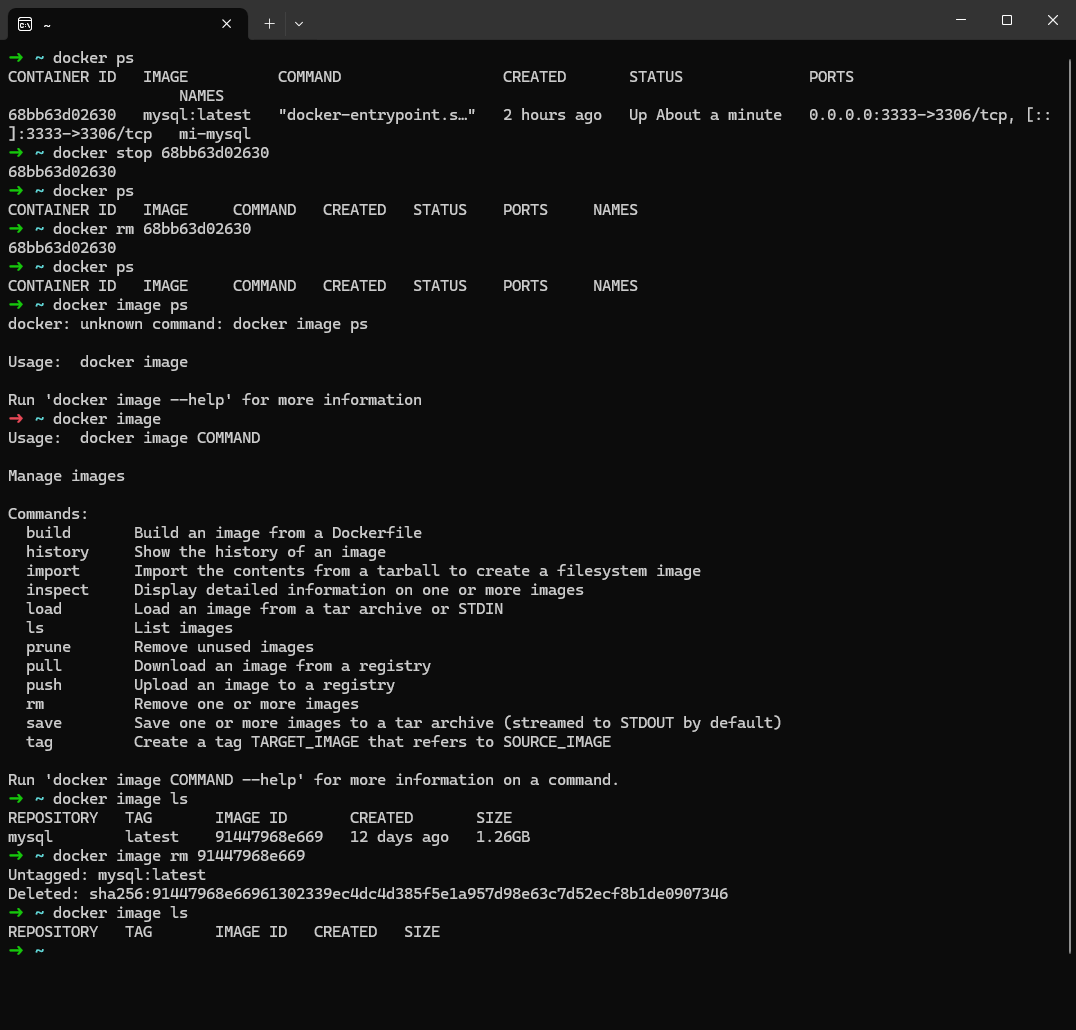 ~
➜ ~ docker ps
CONTAINER ID   IMAGE          COMMAND                  CREATED       STATUS              PORTS
                   NAMES
68bb63d02630   mysql:latest   "docker-entrypoint.s…"   2 hours ago   Up About a minute   0.0.0.0:3333->3306/tcp, [::
]:3333->3306/tcp   mi-mysql
➜ ~ docker stop 68bb63d02630
68bb63d02630
➜ ~ docker ps
CONTAINER ID   IMAGE     COMMAND   CREATED   STATUS    PORTS     NAMES
➜ ~ docker rm 68bb63d02630
68bb63d02630
➜ ~ docker ps
CONTAINER ID   IMAGE     COMMAND   CREATED   STATUS    PORTS     NAMES
➜ ~ docker image ps
docker: unknown command: docker image ps

Usage:  docker image

Run 'docker image --help' for more information
➜ ~ docker image
Usage:  docker image COMMAND

Manage images

Commands:
  build       Build an image from a Dockerfile
  history     Show the history of an image
  import      Import the contents from a tarball to create a filesystem image
  inspect     Display detailed information on one or more images
  load        Load an image from a tar archive or STDIN
  ls          List images
  prune       Remove unused images
  pull        Download an image from a registry
  push        Upload an image to a registry
  rm          Remove one or more images
  save        Save one or more images to a tar archive (streamed to STDOUT by default)
  tag         Create a tag TARGET_IMAGE that refers to SOURCE_IMAGE

Run 'docker image COMMAND --help' for more information on a command.
➜ ~ docker image ls
REPOSITORY   TAG       IMAGE ID       CREATED       SIZE
mysql        latest    91447968e669   12 days ago   1.26GB
➜ ~ docker image rm 91447968e669
Untagged: mysql:latest
Deleted: sha256:91447968e66961302339ec4dc4d385f5e1a957d98e63c7d52ecf8b1de0907346
➜ ~ docker image ls
REPOSITORY   TAG       IMAGE ID   CREATED   SIZE
➜ ~